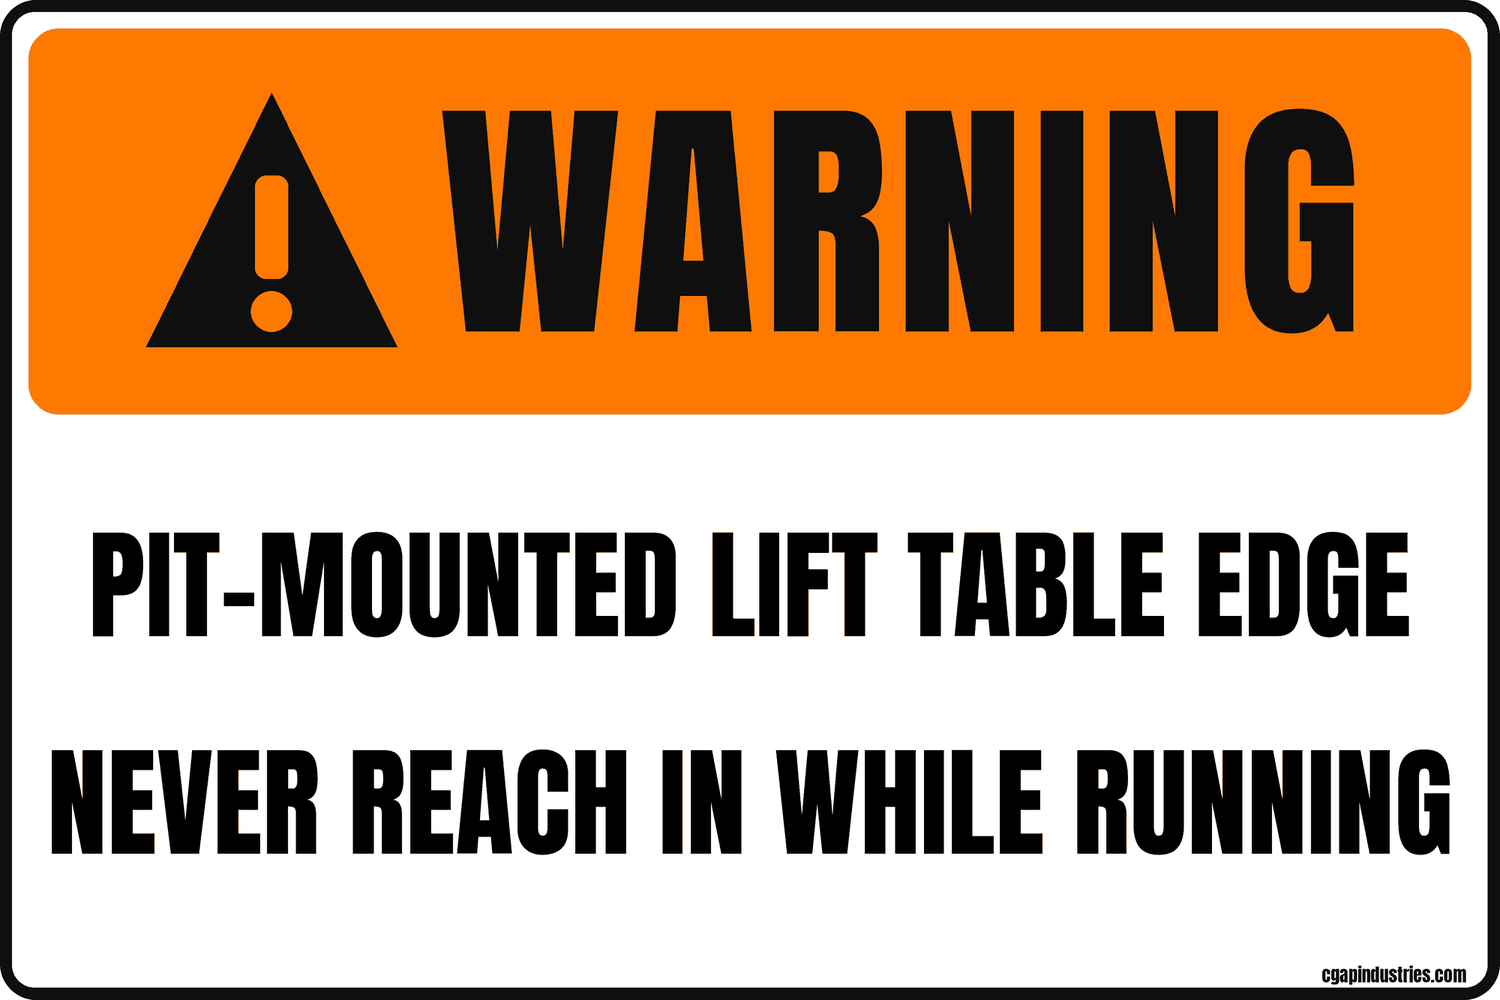 WARNING
PIT-MOUNTED LIFT TABLE EDGE
NEVER REACH IN WHILE RUNNING
cgapindustries.com